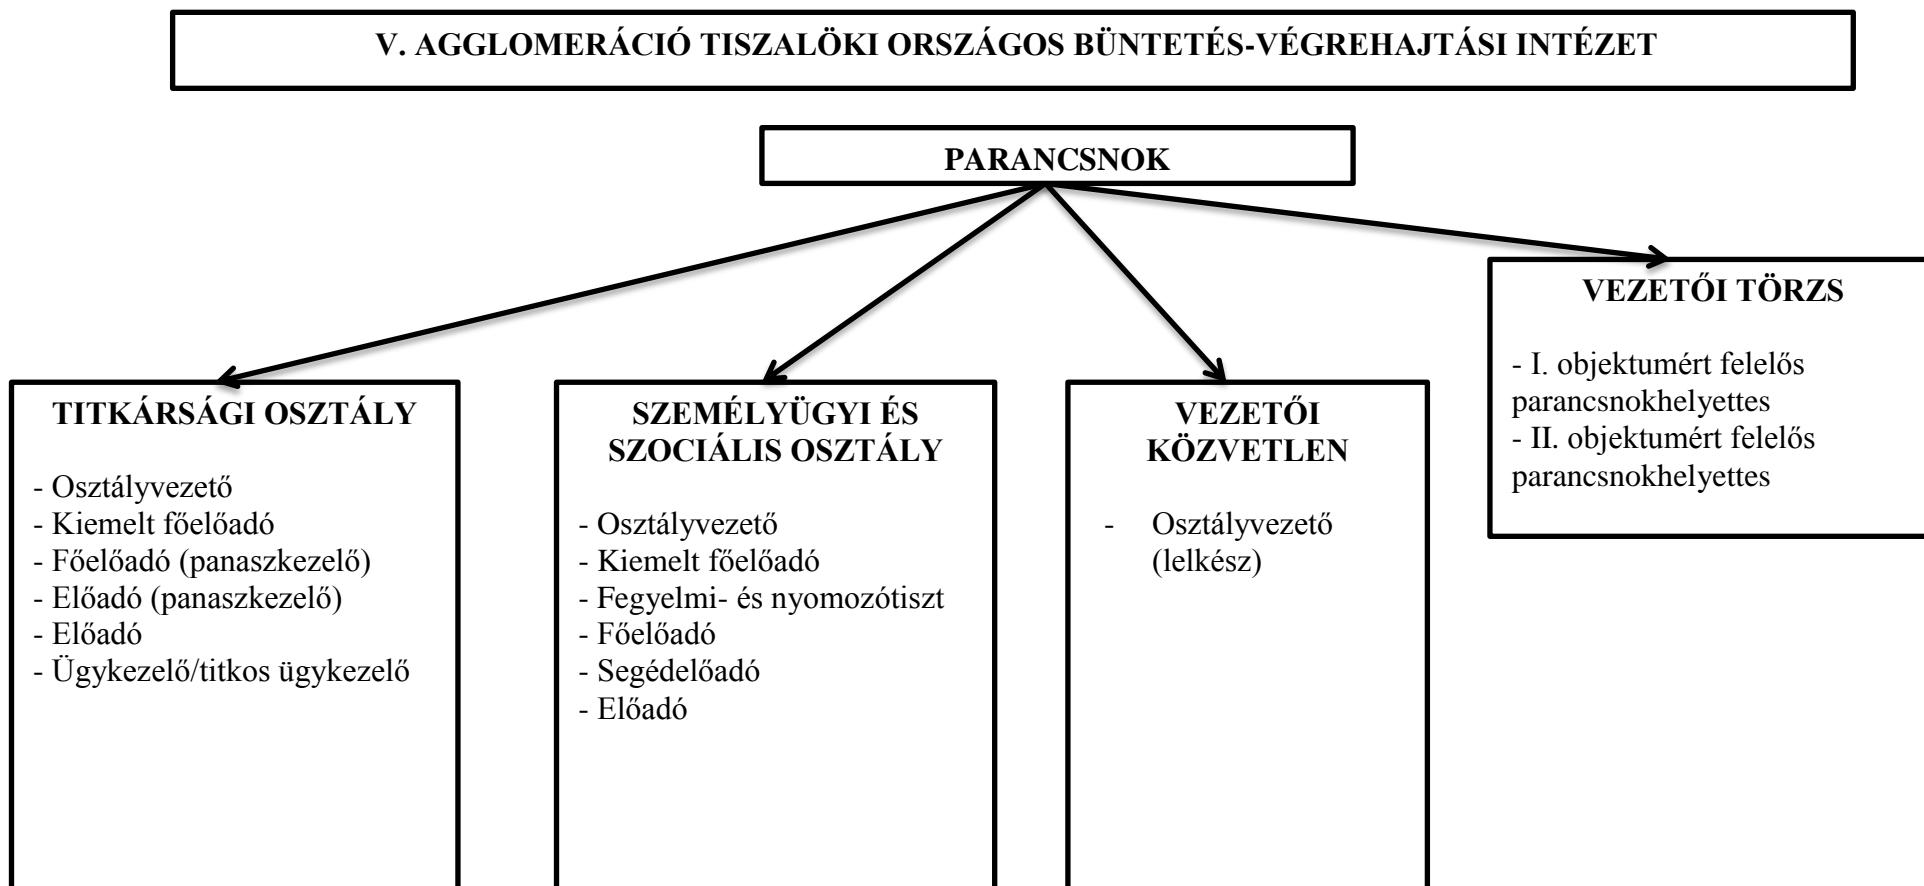 V. AGGLOMERÁCIÓ TISZALÖKI ORSZÁGOS BÜNTETÉS-VÉGREHAJTÁSI INTÉZET
PARANCSNOK
TITKÁRSÁGI OSZTÁLY
- Osztályvezető
- Kiemelt főelőadó
- Főelőadó (panaszkezelő)
- Előadó (panaszkezelő)
- Előadó
- Ügykezelő/titkos ügykezelő
SZEMÉLYÜGYI ÉS
SZOCIÁLIS OSZTÁLY
- Osztályvezető
- Kiemelt főelőadó
- Fegyelmi- és nyomozótiszt
- Főelőadó
- Segédelőadó
- Előadó
VEZETŐI
KÖZVETLEN
- Osztályvezető
(lelkész)
VEZETŐI TÖRZS
- I. objektumért felelős
parancsnokhelyettes
- II. objektumért felelős
parancsnokhelyettes